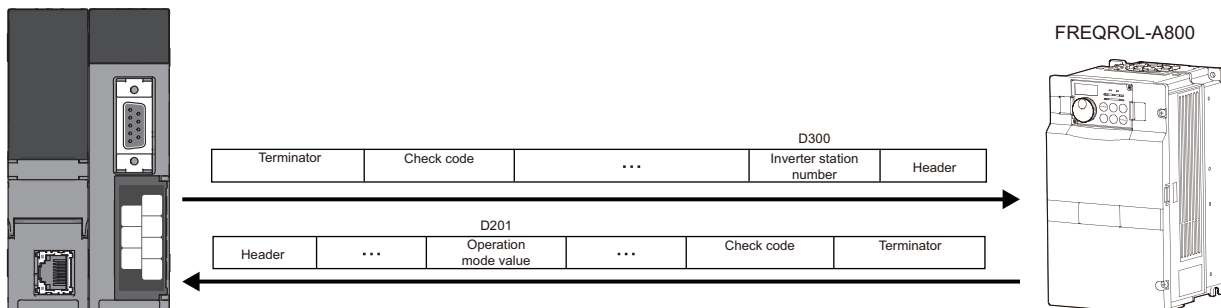 FREQROL-A800
D300
Terminator
Check code
...
Inverter station
number
Header
D201
Header
...
Operation
mode value
...
Check code
Terminator